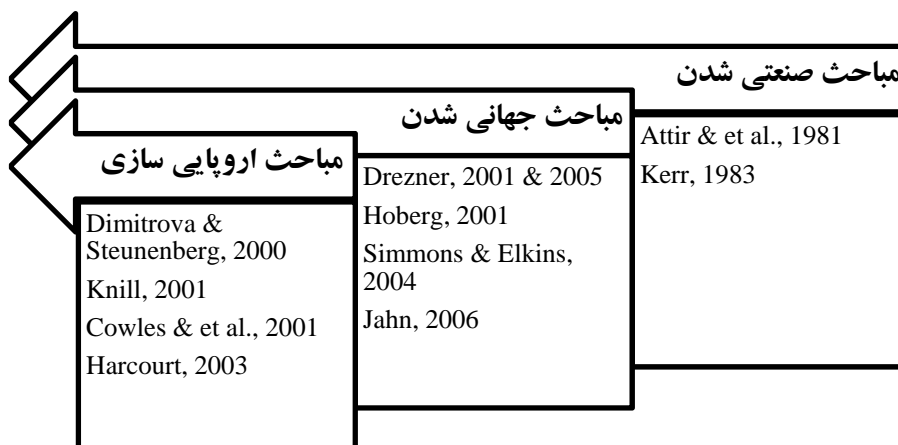 مباحث صنعتی شدن
Attir & et al., 1981
Kerr, 1983
مباحث جهانی شدن
Drezner, 2001 & 2005
Hoberg, 2001
Simmons & Elkins,
2004
Jahn, 2006
مباحث اروپایی سازی
Dimitrova &
Steunenberg, 2000
Knill, 2001
Cowles & et al., 2001
Harcourt, 2003